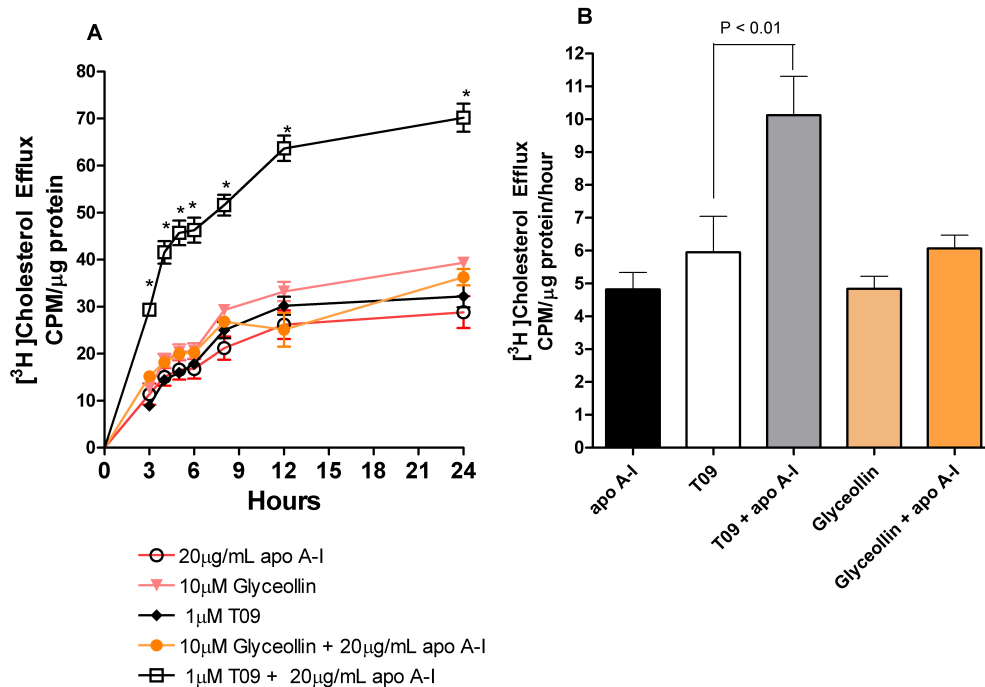 A
[³H ]Cholesterol Efflux
CPM/µg protein
80
70
60
50
40
30
20
10
0
* * * * * * *
0 3 6 9 12 15 18 21 24
Hours
20µg/mL apo A-I
10µM Glyceollin
1µM T09
10µM Glyceollin + 20µg/mL apo A-I
1µM T09 + 20µg/mL apo A-I
B
P < 0.01
[³H ]Cholesterol Efflux
CPM/µg protein/hour
12
11
10
9
8
7
6
5
4
3
2
1
0
apo A-I
T09
T09 + apo A-I
Glyceollin
Glyceollin + apo A-I